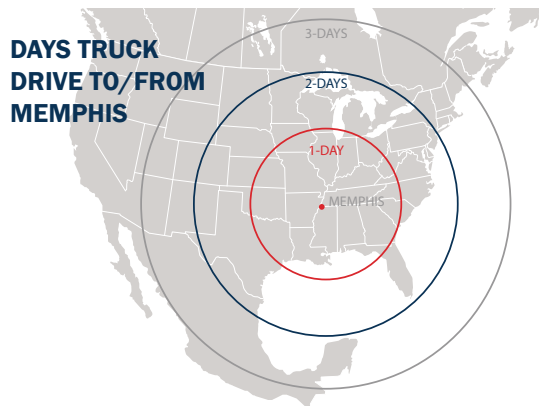 DAYS TRUCK
DRIVE TO/FROM
MEMPHIS
3-DAYS
2-DAYS
1-DAY
MEMPHIS